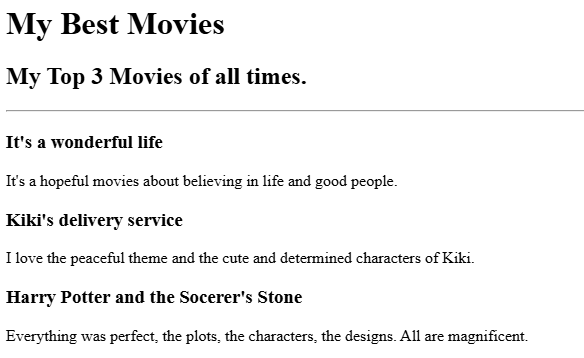 My Best Movies
My Top 3 Movies of all times.
It's a wonderful life
It's a hopeful movies about believing in life and good people.
Kiki's delivery service
I love the peaceful theme and the cute and determined characters of Kiki.
Harry Potter and the Socerer's Stone
Everything was perfect, the plots, the characters, the designs. All are magnificent.